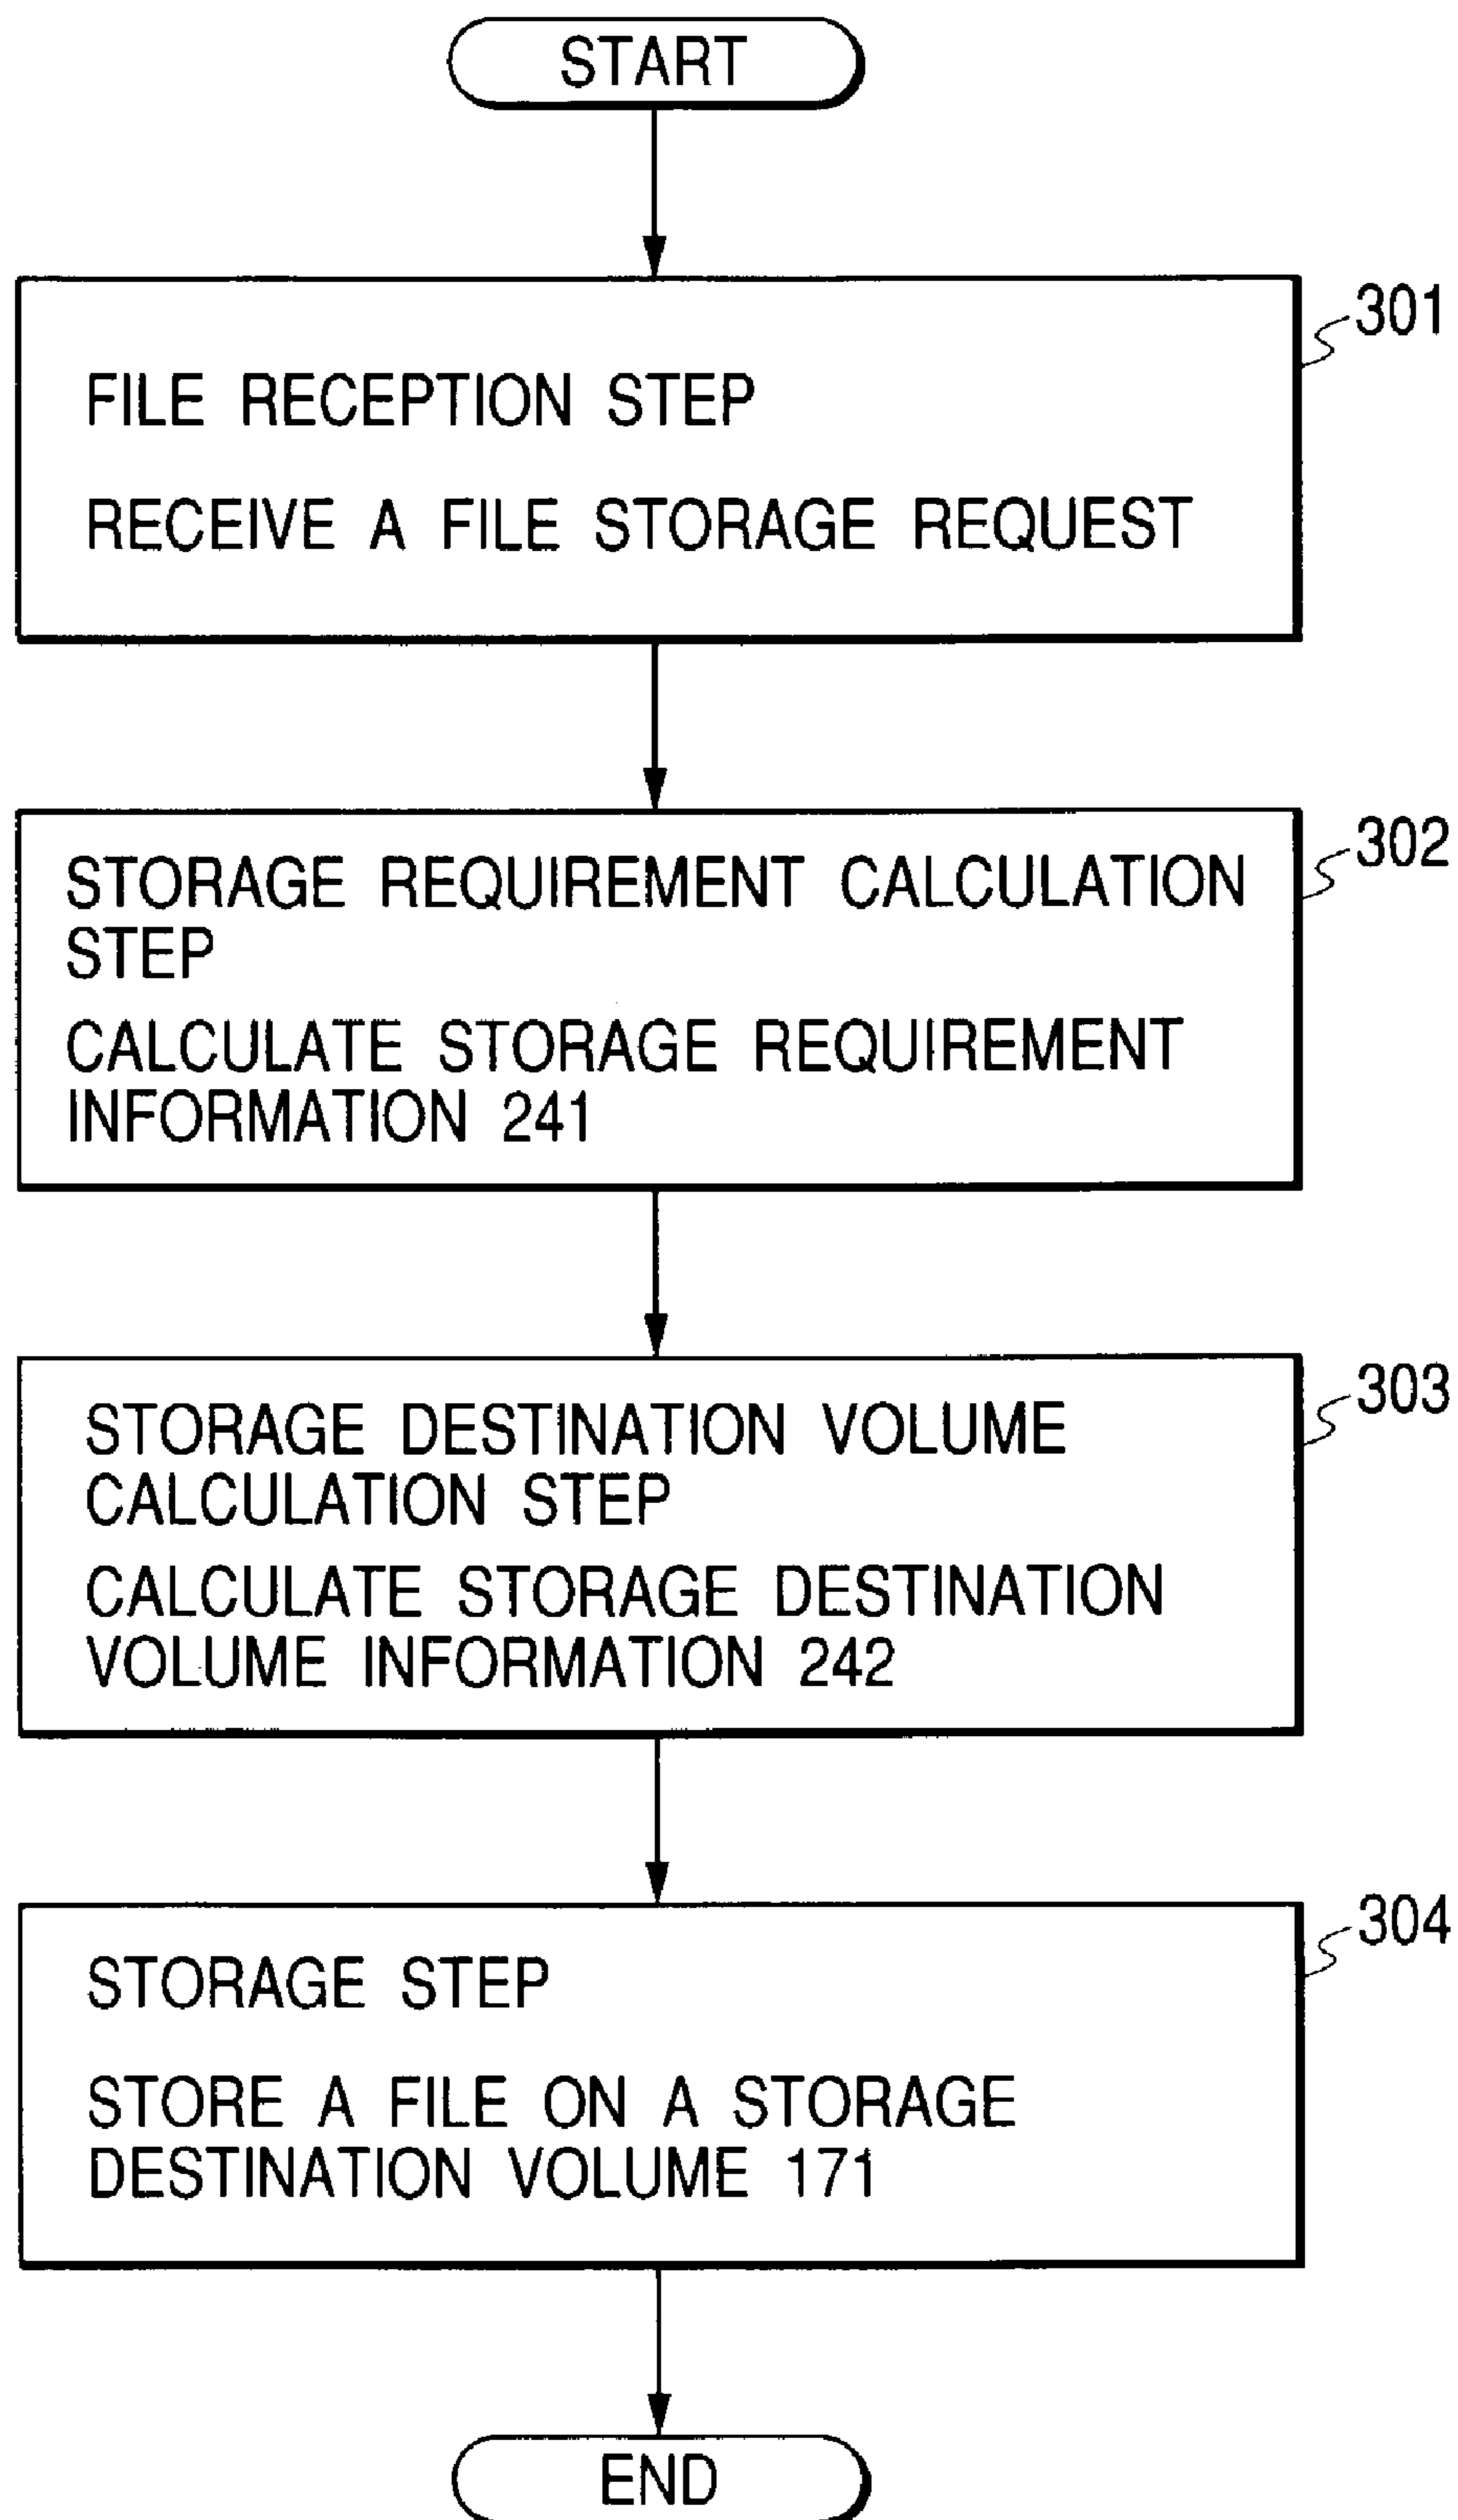 START
301
FILE RECEPTION STEP
RECEIVE A FILE STORAGE REQUEST
302
STORAGE REQUIREMENT CALCULATION
STEP
CALCULATE STORAGE REQUIREMENT
INFORMATION 241
303
STORAGE DESTINATION VOLUME
CALCULATION STEP
CALCULATE STORAGE DESTINATION
VOLUME INFORMATION 242
304
STORAGE STEP
STORE A FILE ON A STORAGE
DESTINATION VOLUME 171
END